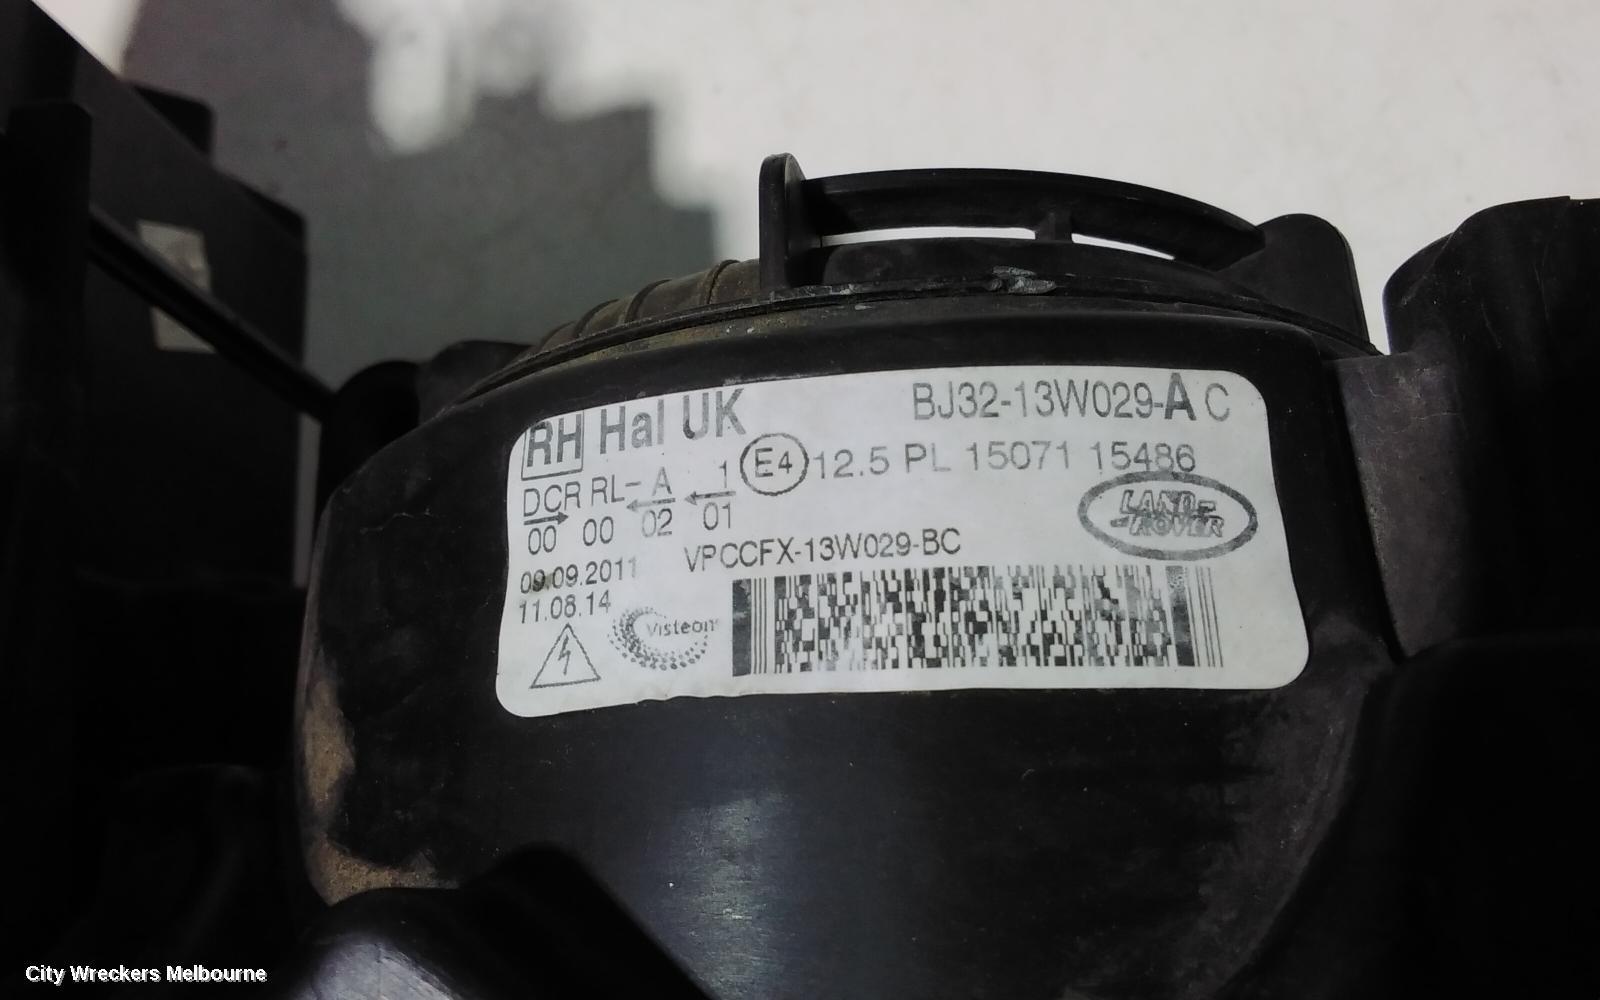 RH Hal UK BJ32-13W029-A C
E4 12.5 PL 15071 15486
DCR RL- A 1
00 00 02 01
LAND-
-ROVER
VPCCFX-13W029-BC
09.09.2011
11.08.14
Visteon
City Wreckers Melbourne